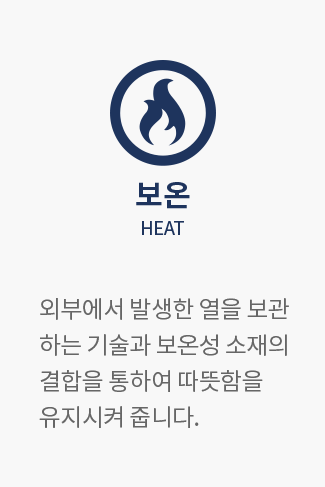 보온
HEAT
외부에서 발생한 열을 보관
하는 기술과 보온성 소재의
결합을 통하여 따뜻함을
유지시켜 줍니다.